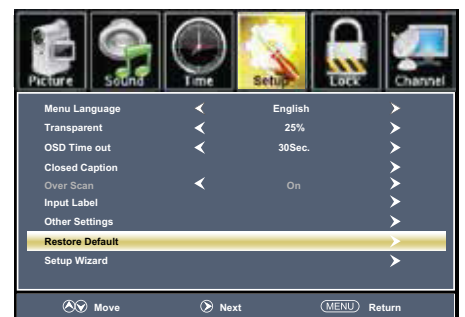 Picture Sound Time Setup Lock Channel
Menu Language English
Transparent 25%
OSD Time out 30Sec.
Closed Caption
Over Scan On
Input Label
Other Settings
Restore Default
Setup Wizard
Move Next MENU Return